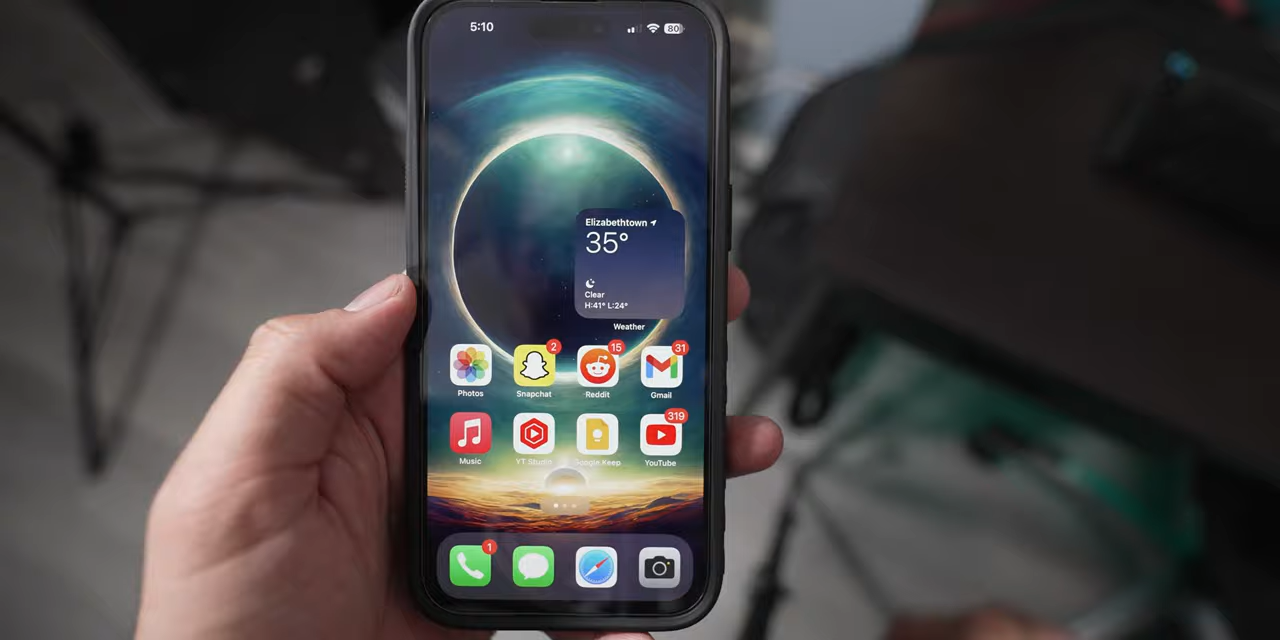 5:10
80
Elizabethtown
35°
Clear
H:41° L:24°
Weather
2
15
31
Photos
Snapchat
Reddit
Gmail
319
Music
YT Studio
Google Keep
YouTube
1